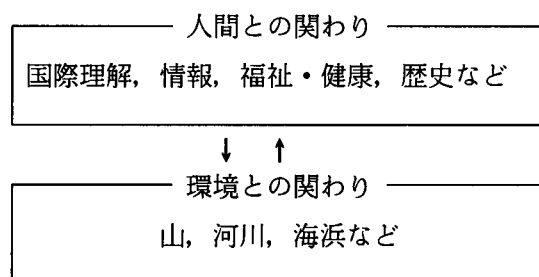 人間との関わり
国際理解，情報，福祉・健康，歴史など
↓ ↑
環境との関わり
山，河川，海浜など